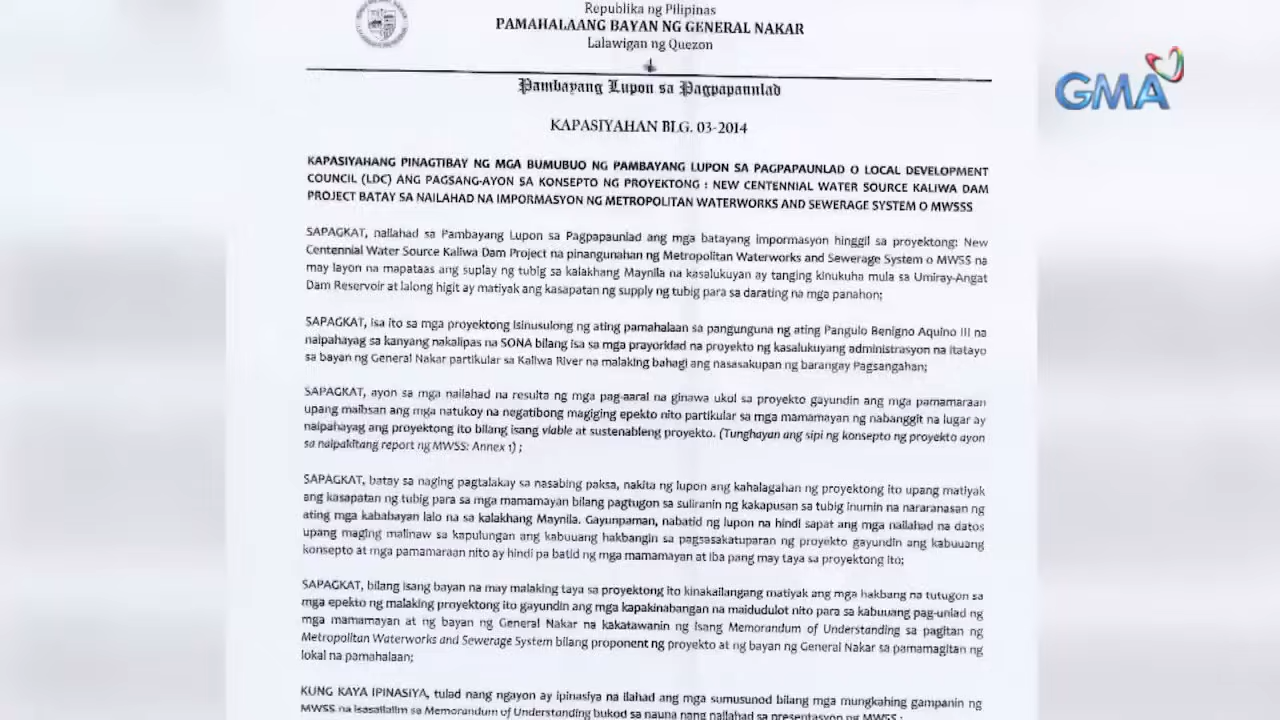 Republika ng Pilipinas
PAMAHALAANG BAYAN NG GENERAL NAKAR
Lalawigan ng Quezon
GMA
Pambayang Lupon sa Pagpapaunlad
KAPASIYAHAN BLG. 03-2014
KAPASIYAHANG PINAGTIBAY NG MGA BUMUBUO NG PAMBAYANG LUPON SA PAGPAPAUNLAD O LOCAL DEVELOPMENT
COUNCIL (LDC) ANG PAGSANG-AYON SA KONSEPTO NG PROYEKTONG : NEW CENTENNIAL WATER SOURCE KALIWA DAM
PROJECT BATAY SA NAILAHAD NA IMPORMASYON NG METROPOLITAN WATERWORKS AND SEWERAGE SYSTEM O MWSSS
SAPAGKAT, nailahad sa Pambayang Lupon sa Pagpapaunlad ang mga batayang impormasyon hinggil sa proyektong: New
Centennial Water Source Kaliwa Dam Project na pinangunahan ng Metropolitan Waterworks and Sewerage System o MWSS na
may layon na mapataas ang suplay ng tubig sa kalakhang Maynila na kasalukuyan ay tanging kinukuha mula sa Umiray-Angat
Dam Reservoir at lalong higit ay matiyak ang kasapatan ng supply ng tubig para sa darating na mga panahon;
SAPAGKAT, isa ito sa mga proyektong isinusulong ng ating pamahalaan sa pangunguna ng ating Pangulo Benigno Aquino III na
naipahayag sa kanyang nakalipas na SONA bilang isa sa mga prayoridad na proyekto ng kasalukuyang administrasyon na itatayo
sa bayan ng General Nakar partikular sa Kaliwa River na malaking bahagi ang nasasakupan ng barangay Pagsangahan;
SAPAGKAT, ayon sa mga nailahad na resulta ng mga pag-aaral na ginawa ukol sa proyekto gayundin ang mga pamamaraan
upang maibsan ang mga natukoy na negatibong magiging epekto nito partikular sa mga mamamayan ng nabanggit na lugar ay
naipahayag ang proyektong ito bilang isang viable at sustenableng proyekto. (Tunghayan ang sipi ng konsepto ng proyekto ayon
sa naipakitang report ng MWSS: Annex 1) ;
SAPAGKAT, batay sa naging pagtalakay sa nasabing paksa, nakita ng lupon ang kahalagahan ng proyektong ito upang matiyak
ang kasapatan ng tubig para sa mga mamamayan bilang pagtugon sa suliranin ng kakapusan sa tubig inumin na nararanasan ng
ating mga kababayan lalo na sa kalakhang Maynila. Gayunpaman, nabatid ng lupon na hindi sapat ang mga nailahad na datos
upang maging malinaw sa kapulungan ang kabuuang hakbangin sa pagsasakatuparan ng proyekto gayundin ang kabuuang
konsepto at mga pamamaraan nito ay hindi pa batid ng mga mamamayan at iba pang may taya sa proyektong ito;
SAPAGKAT, bilang isang bayan na may malaking taya sa proyektong ito kinakailangang matiyak ang mga hakbang na tutugon sa
mga epekto ng malaking proyektong ito gayundin ang mga kapakinabangan na maidudulot nito para sa kabuuang pag-unlad ng
mga mamamayan at ng bayan ng General Nakar na kakatawanin ng isang Memorandum of Understanding sa pagitan ng
Metropolitan Waterworks and Sewerage System bilang proponent ng proyekto at ng bayan ng General Nakar sa pamamagitan ng
lokal na pamahalaan;
KUNG KAYA IPINASIYA, tulad nang ngayon ay ipinasiya na ilahad ang mga sumusunod bilang mga mungkahing gampanin ng
MWSS na isasailalim sa Memorandum of Understanding bukod sa nauna nang nailahad sa presentasyon ng MWSS :